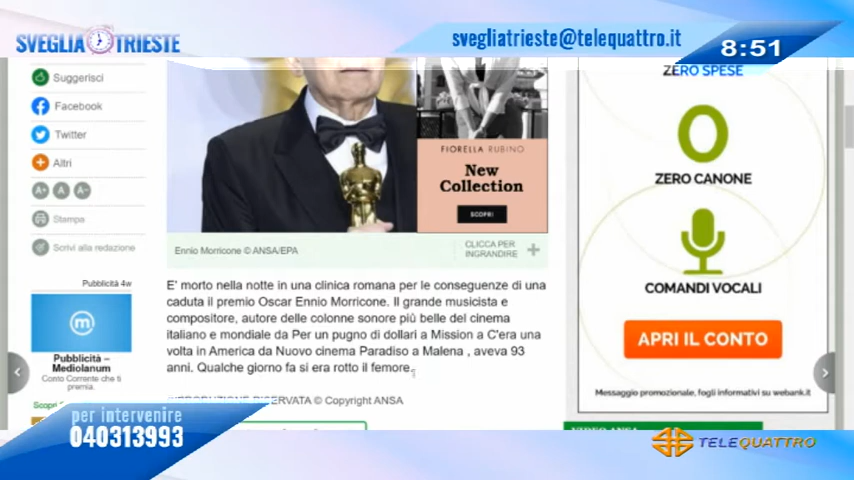 SVEGLIA TRIESTE
svegliatrieste@telequattro.it
8:51
Suggerisci
Facebook
Twitter
Altri
A+ A A-
Stampa
Scrivi alla redazione
Pubblicità 4w
m
Pubblicità –
Mediolanum
Conto Corrente che ti
premia.
Scopri
FIORELLA RUBINO
New
Collection
SCOPRI
Ennio Morricone © ANSA/EPA
CLICCA PER
INGRANDIRE
E' morto nella notte in una clinica romana per le conseguenze di una
caduta il premio Oscar Ennio Morricone. Il grande musicista e
compositore, autore delle colonne sonore più belle del cinema
italiano e mondiale da Per un pugno di dollari a Mission a C'era una
volta in America da Nuovo cinema Paradiso a Malena , aveva 93
anni. Qualche giorno fa si era rotto il femore.
RISERVATA © Copyright ANSA
ZERO SPESE
0
ZERO CANONE
COMANDI VOCALI
APRI IL CONTO
Messaggio promozionale, fogli informativi su webank.it
VIDEO ANSA
per intervenire
040313993
TELEQUATTRO